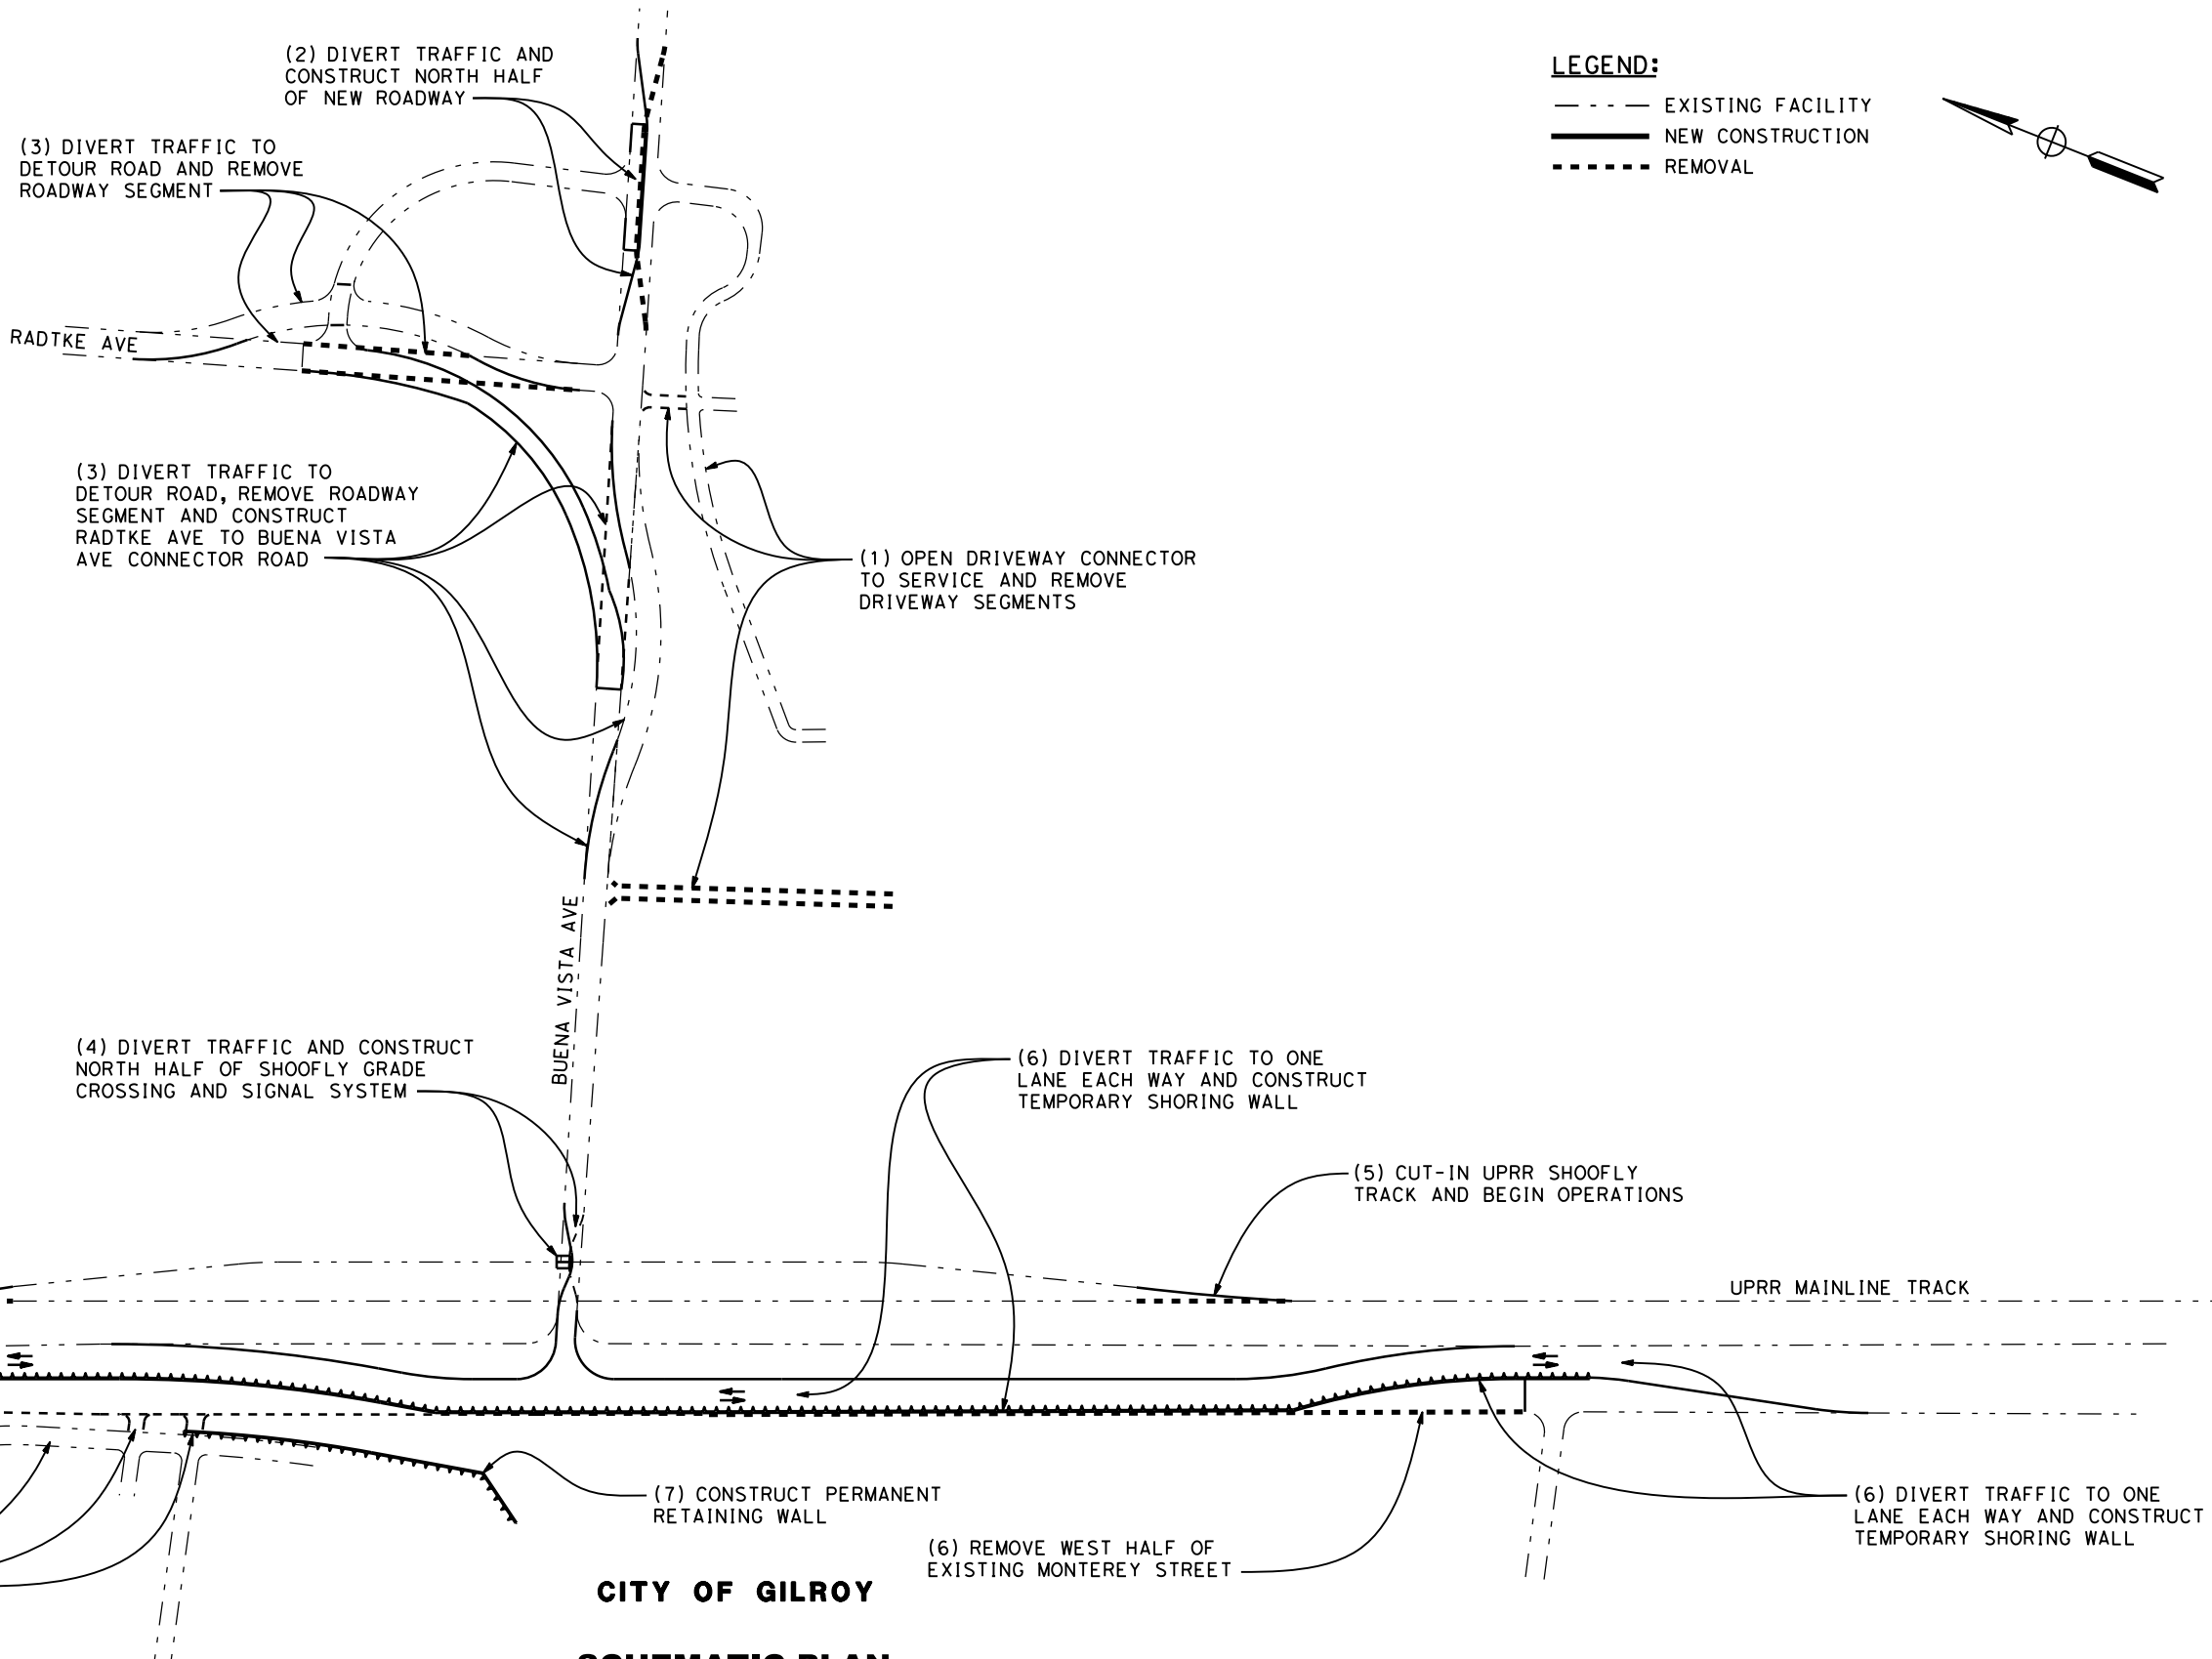 (2) DIVERT TRAFFIC AND
CONSTRUCT NORTH HALF
OF NEW ROADWAY
LEGEND:
EXISTING FACILITY
NEW CONSTRUCTION
REMOVAL
(3) DIVERT TRAFFIC TO
DETOUR ROAD AND REMOVE
ROADWAY SEGMENT
RADTKE AVE
(3) DIVERT TRAFFIC TO
DETOUR ROAD, REMOVE ROADWAY
SEGMENT AND CONSTRUCT
RADTKE AVE TO BUENA VISTA
AVE CONNECTOR ROAD
(1) OPEN DRIVEWAY CONNECTOR
TO SERVICE AND REMOVE
DRIVEWAY SEGMENTS
BUENA VISTA AVE
(4) DIVERT TRAFFIC AND CONSTRUCT
NORTH HALF OF SHOOFLY GRADE
CROSSING AND SIGNAL SYSTEM
(6) DIVERT TRAFFIC TO ONE
LANE EACH WAY AND CONSTRUCT
TEMPORARY SHORING WALL
(5) CUT-IN UPRR SHOOFLY
TRACK AND BEGIN OPERATIONS
UPRR MAINLINE TRACK
(7) CONSTRUCT PERMANENT
RETAINING WALL
(6) REMOVE WEST HALF OF
EXISTING MONTEREY STREET
(6) DIVERT TRAFFIC TO ONE
LANE EACH WAY AND CONSTRUCT
TEMPORARY SHORING WALL
CITY OF GILROY
SCHEMATIC PLAN